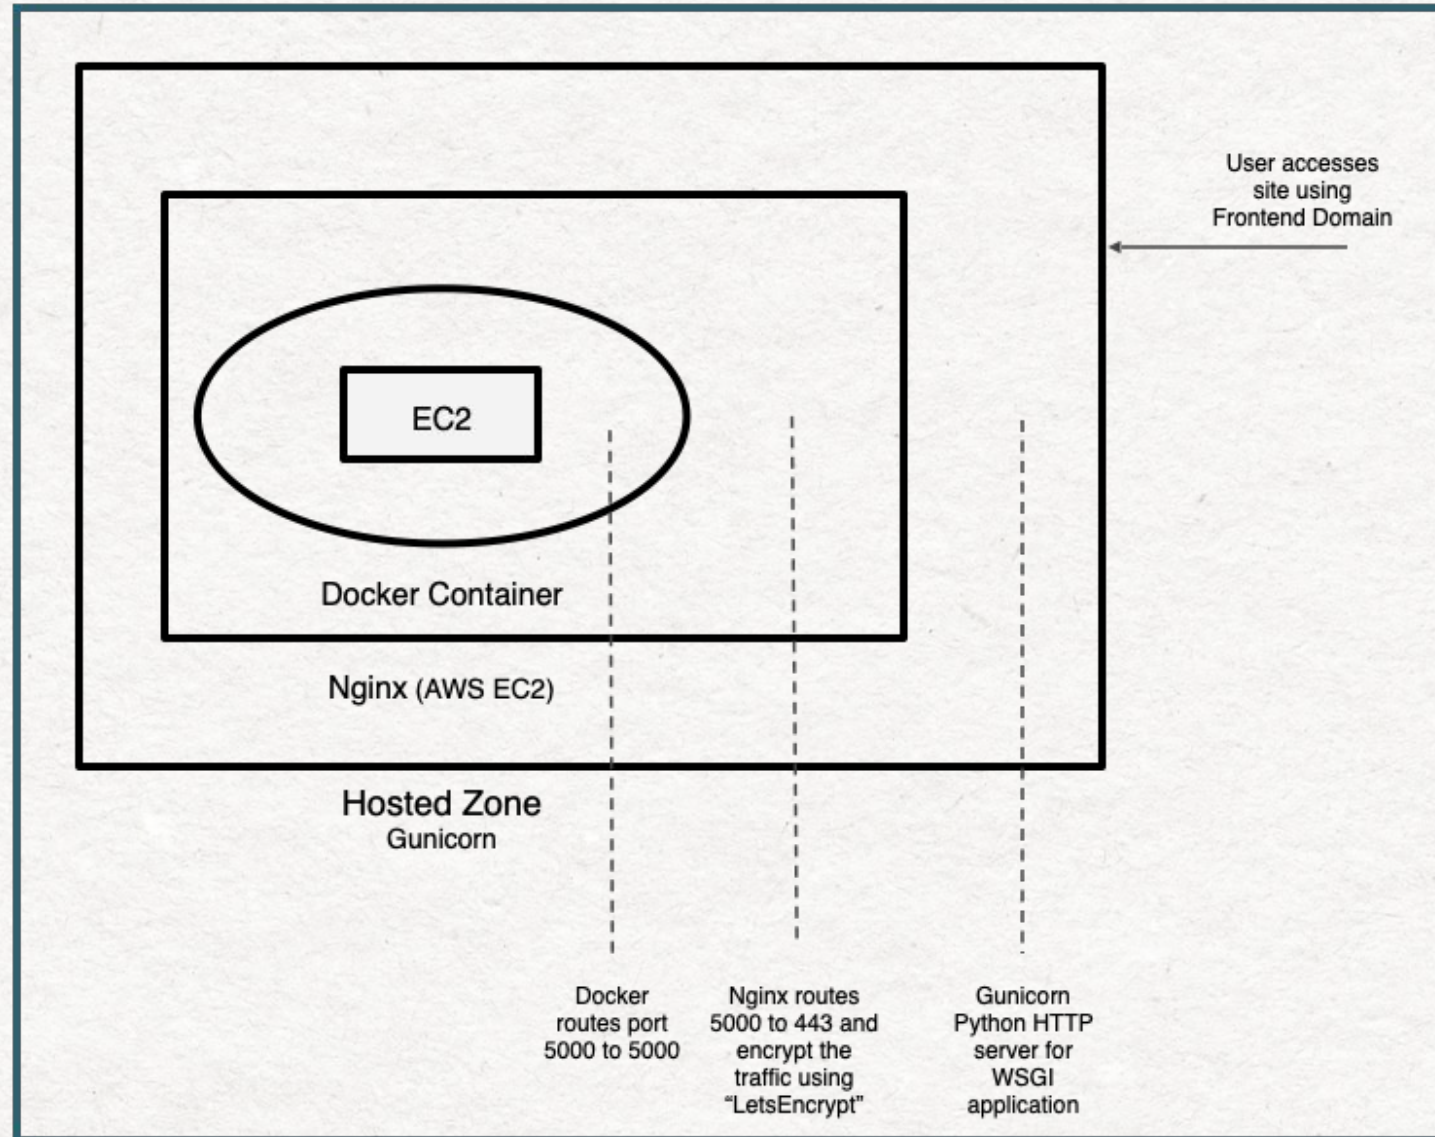 User accesses
site using
Frontend Domain
EC2
Docker Container
Nginx (AWS EC2)
Hosted Zone
Gunicorn
Docker
routes port
5000 to 5000
Nginx routes
5000 to 443 and
encrypt the
traffic using
“LetsEncrypt”
Gunicorn
Python HTTP
server for
WSGI
application